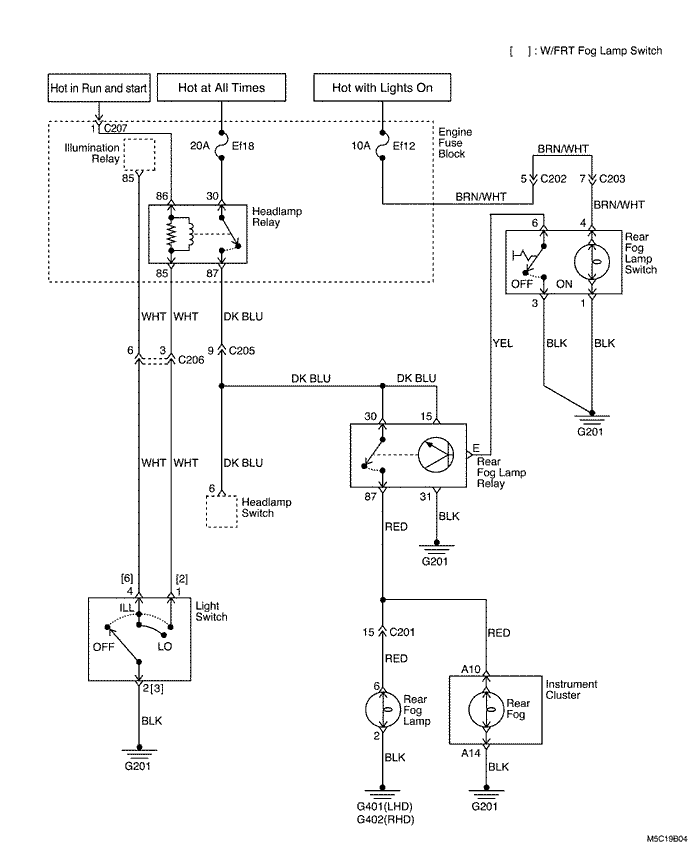 [ ] : W/FRT Fog Lamp Switch
Hot in Run and start
Hot at All Times
Hot with Lights On
1
C207
Illumination
Relay
85
20A
Ef18
10A
Ef12
Engine
Fuse
Block
BRN/WHT
5
C202
7
C203
BRN/WHT
BRN/WHT
86
30
Headlamp
Relay
85
87
6
4
OFF
ON
Rear
Fog
Lamp
Switch
3
1
WHT
WHT
DK BLU
YEL
BLK
BLK
6
3
C206
9
C205
DK BLU
DK BLU
G201
30
15
E
Rear
Fog Lamp
Relay
87
31
WHT
WHT
DK BLU
6
Headlamp
Switch
RED
BLK
G201
[6]
4
[2]
1
ILL
OFF
LO
Light
Switch
2[3]
BLK
G201
15
C201
RED
RED
6
Rear
Fog
Lamp
2
BLK
G401(LHD)
G402(RHD)
A10
Rear
Fog
Instrument
Cluster
A14
BLK
G201
M5C19B04